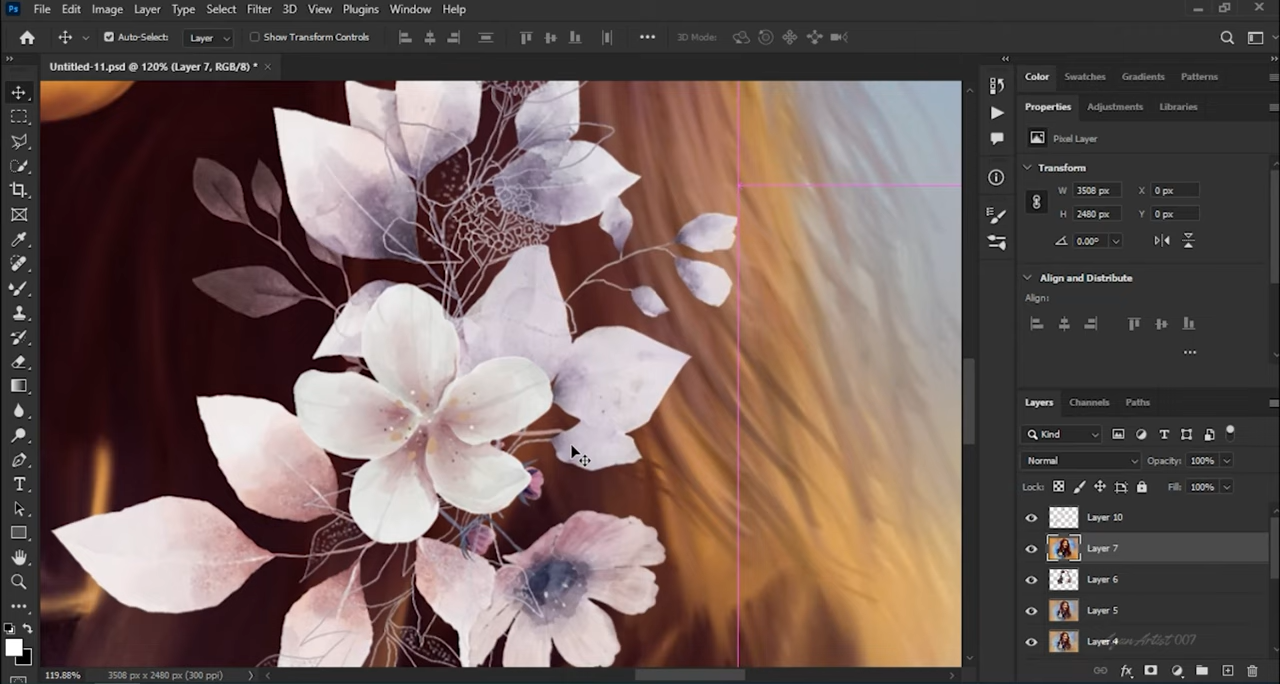 Ps File Edit Image Layer Type Select Filter 3D View Plugins Window Help
Auto-Select: Layer Show Transform Controls 3D Mode:
Untitled-11.psd @ 120% (Layer 7, RGB/8) *
Color Swatches Gradients Patterns
Properties Adjustments Libraries
Pixel Layer
Transform
W 3508 px X 0 px
H 2480 px Y 0 px
0.00°
Align and Distribute
Align:
Layers Channels Paths
Kind
Normal Opacity: 100%
Lock: Fill: 100%
Layer 10
Layer 7
Layer 6
Layer 5
Layer 4
Artist 007
119.88% 3508 px x 2480 px (300 ppi)